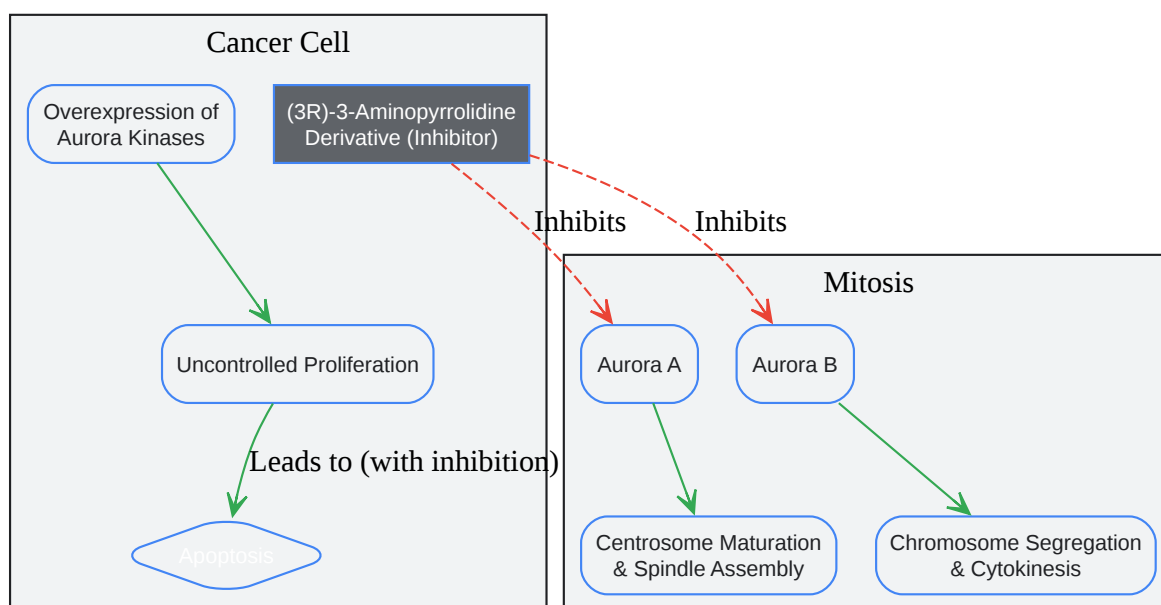 Cancer Cell
Overexpression of
Aurora Kinases
(3R)-3-Aminopyrrolidine
Derivative (Inhibitor)
Inhibits
Inhibits
Mitosis
Uncontrolled Proliferation
Aurora A
Aurora B
Leads to (with inhibition)
Apoptosis
Centrosome Maturation
& Spindle Assembly
Chromosome Segregation
& Cytokinesis